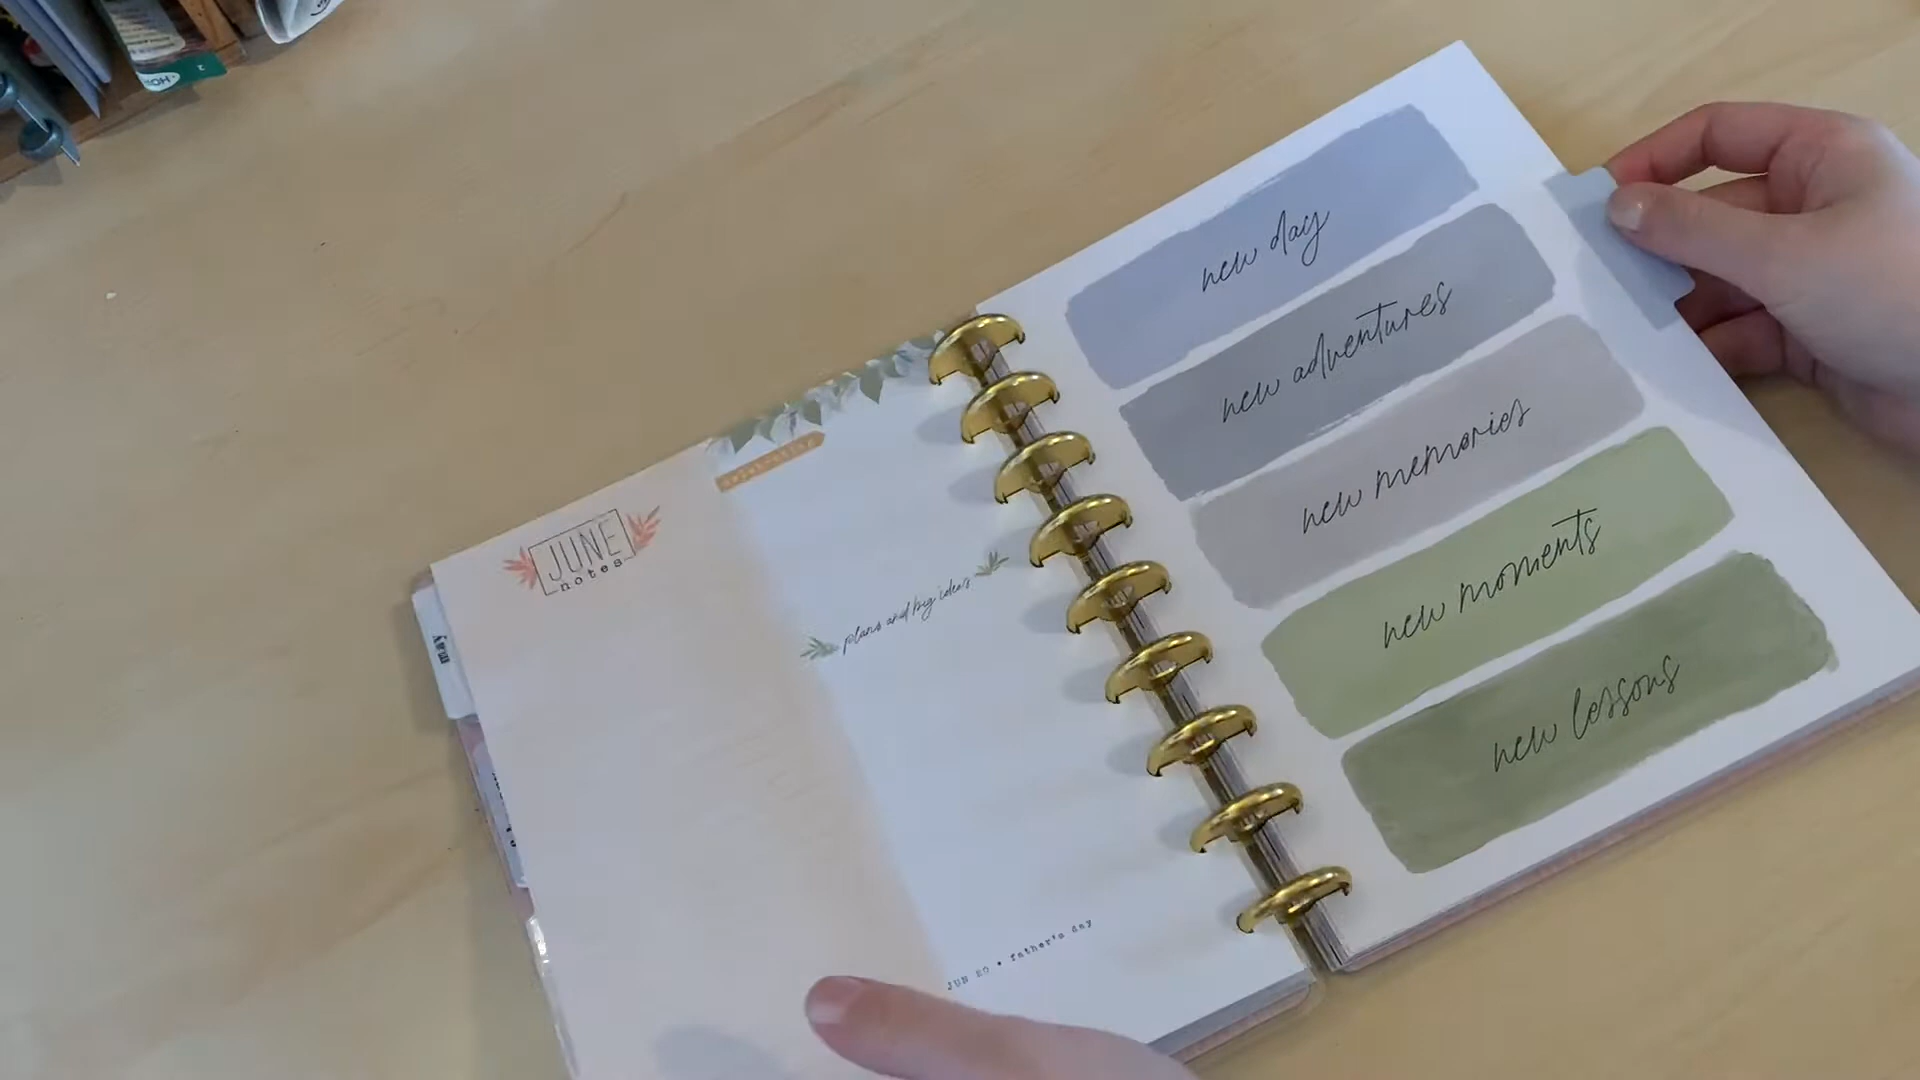 JUNE
notes
plans and big ideas
JUN 20 • father's day
new day
new adventures
new memories
new moments
new lessons
may